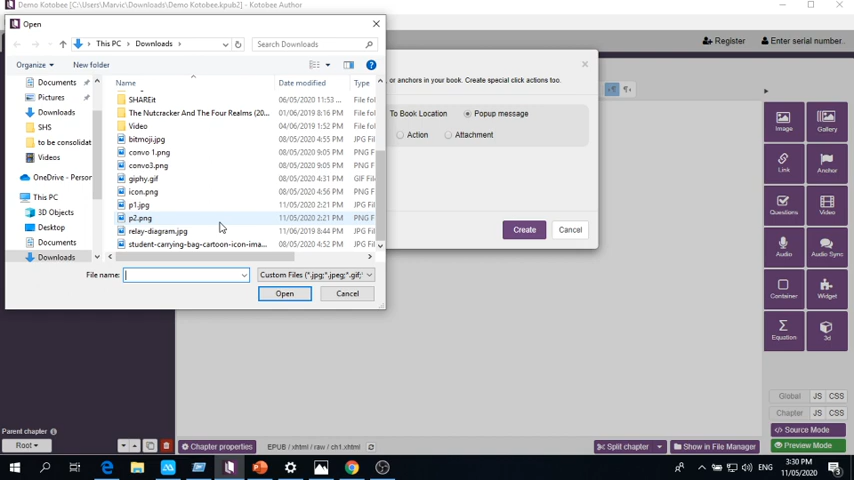 Demo Kotobee [C:\Users\Marvic\Downloads\Demo Kotobee.kpub2] - Kotobee Author
Open
This PC > Downloads >
Search Downloads
Organize
New folder
Name
Date modified
Type
Documents
Pictures
Downloads
SHS
to be consolidat
Videos
OneDrive - Person
This PC
3D Objects
Desktop
Documents
Downloads
SHAREit 06/05/2020 11:53 ... File fol
The Nutcracker And The Four Realms (20... 01/06/2019 8:16 PM File fol
Video 04/06/2019 1:52 PM File fol
bitmoji.jpg 08/05/2020 4:55 PM JPG Fi
convo 1.png 08/05/2020 9:05 PM PNG F
convo3.png 08/05/2020 9:05 PM PNG F
giphy.gif 08/05/2020 4:31 PM GIF Fi
icon.png 08/05/2020 4:56 PM PNG F
p1.jpg 11/05/2020 2:21 PM JPG Fi
p2.png 11/05/2020 2:21 PM PNG F
relay-diagram.jpg 11/06/2019 8:44 PM JPG Fi
student-carrying-bag-cartoon-icon-ima... 08/05/2020 4:52 PM JPG Fi
File name:
Custom Files (*.jpg;*.jpeg;*.gif;*
Open
Cancel
Register
Enter serial number..
or anchors in your book. Create special click actions too.
To Book Location
Popup message
Action
Attachment
Create
Cancel
Image
Gallery
Link
Anchor
Questions
Video
Audio
Audio Sync
Container
Widget
Equation
3d
Global JS CSS
Chapter JS CSS
Source Mode
Preview Mode
Parent chapter
Root
Chapter properties
EPUB / xhtml / raw / ch1.xhtml
Split chapter
Show in File Manager
ENG
3:30 PM
11/05/2020
3